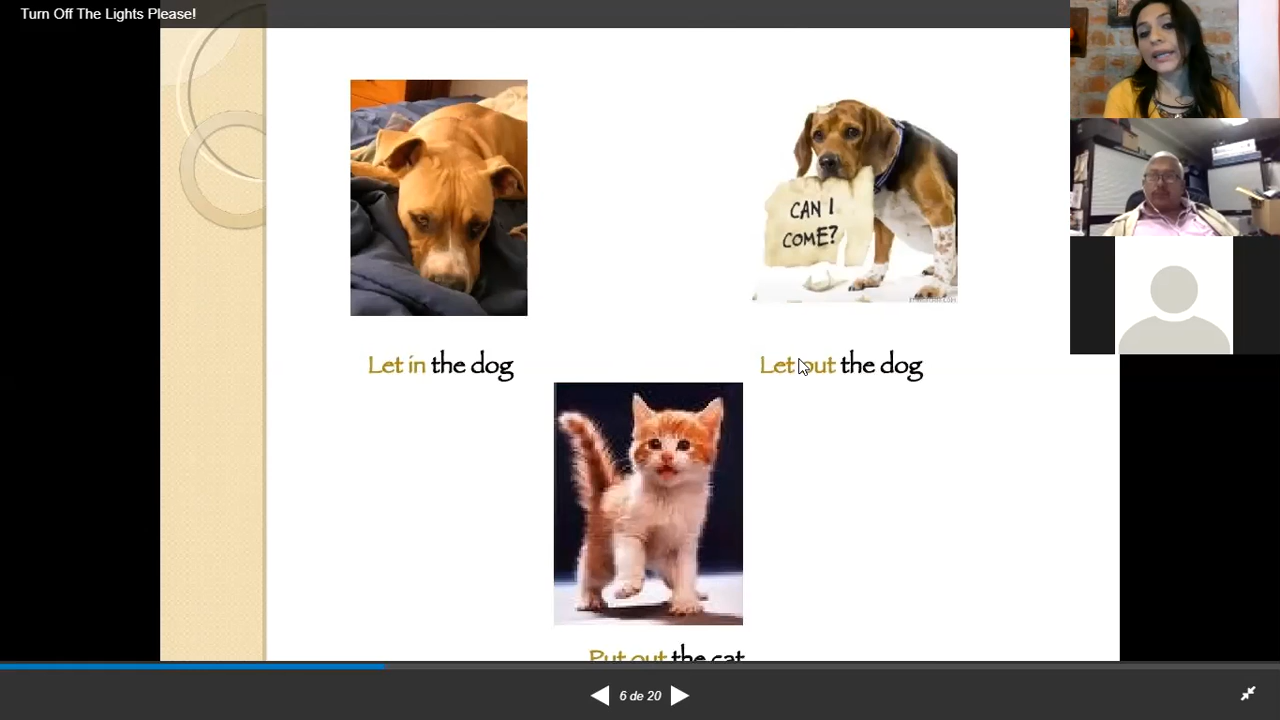 Turn Off The Lights Please!
CAN I
COME?
Let in the dog
Let out the dog
Put out the cat
6 de 20